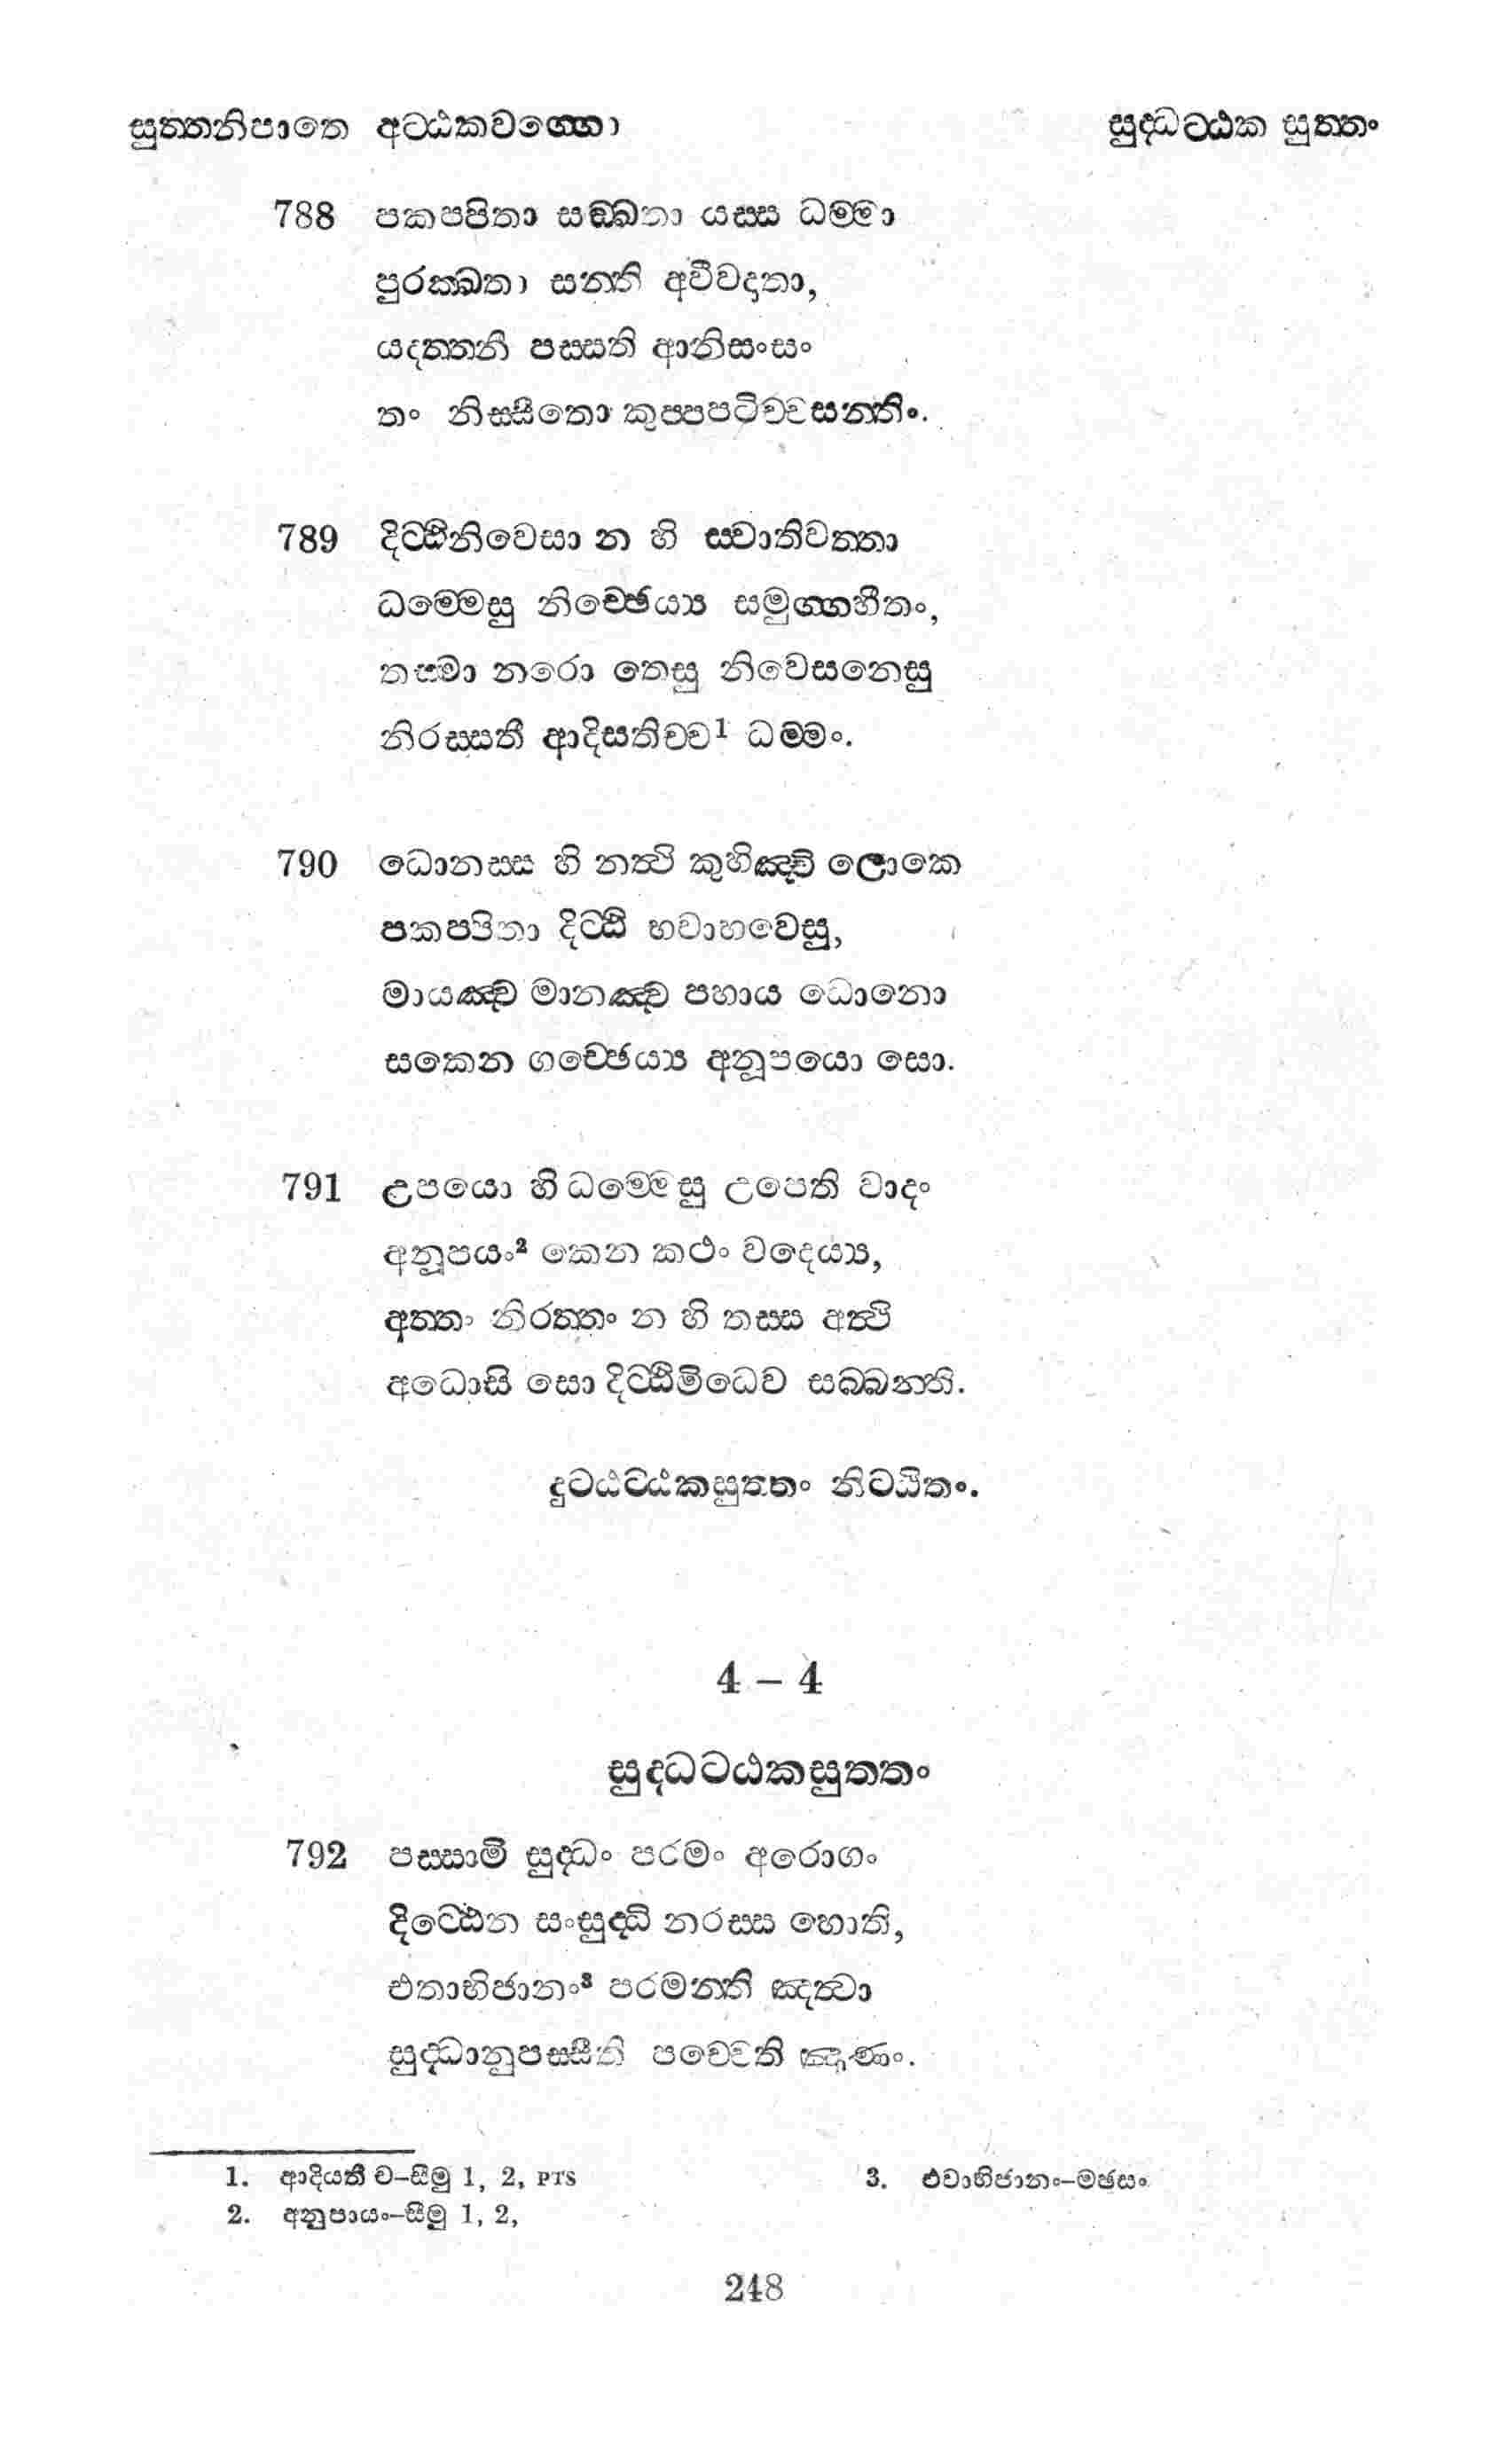 සුත්තනිපාතෙ අට්ඨකවග්ගො සුද්ධට්ඨක සුත්තං
788 පකප්පිතා සඞ්ඛතා යස්ස ධම්මා
පුරක්ඛතා සන්ති අවීවදාතා,
යදත්තනී පස්සති ආනිසංසං
තං නිස්සිතො කුප්පපටිච්චසන්තිං.
789 දිට්ඨිනිවෙසා න හි ස්වාතිවත්තා
ධම්මෙසු නිච්ඡෙය්‍ය සමුග්ගහීතං,
තස්මා නරො තෙසු නිවෙසනෙසු
නිරස්සතී ආදිසතිච්ච¹ ධම්මං.
790 ධොනස්ස හි නත්ථි කුහිඤ්චි ලොකෙ
පකප්පිතා දිට්ඨි භවාභවෙසු,
මායඤ්ච මානඤ්ච පහාය ධොනො
සකෙන ගච්ඡෙය්‍ය අනූපයො සො.
791 උපයො හි ධම්මෙසු උපෙති වාදං
අනූපයං² කෙන කථං වදෙය්‍ය,
අත්තං නිරත්තං න හි තස්ස අත්ථි
අධොසි සො දිට්ඨිමිධෙව සබ්බන්ති.
දුට්ඨට්ඨකසුත්තං නිට්ඨිතං.
4 – 4
සුද්ධට්ඨකසුත්තං
792 පස්සාමි සුද්ධං පරමං අරොගං
දිට්ඨෙන සංසුද්ධි නරස්ස හොති,
එතාභිජානං³ පරමන්ති ඤත්වා
සුද්ධානුපස්සීති පච්චෙති ඤාණං.
1. ආදියතී ච–සීමු 1, 2, PTS 3. එවාභිජානං–මඡසං
2. අනුපායං–සීමු 1, 2,
248